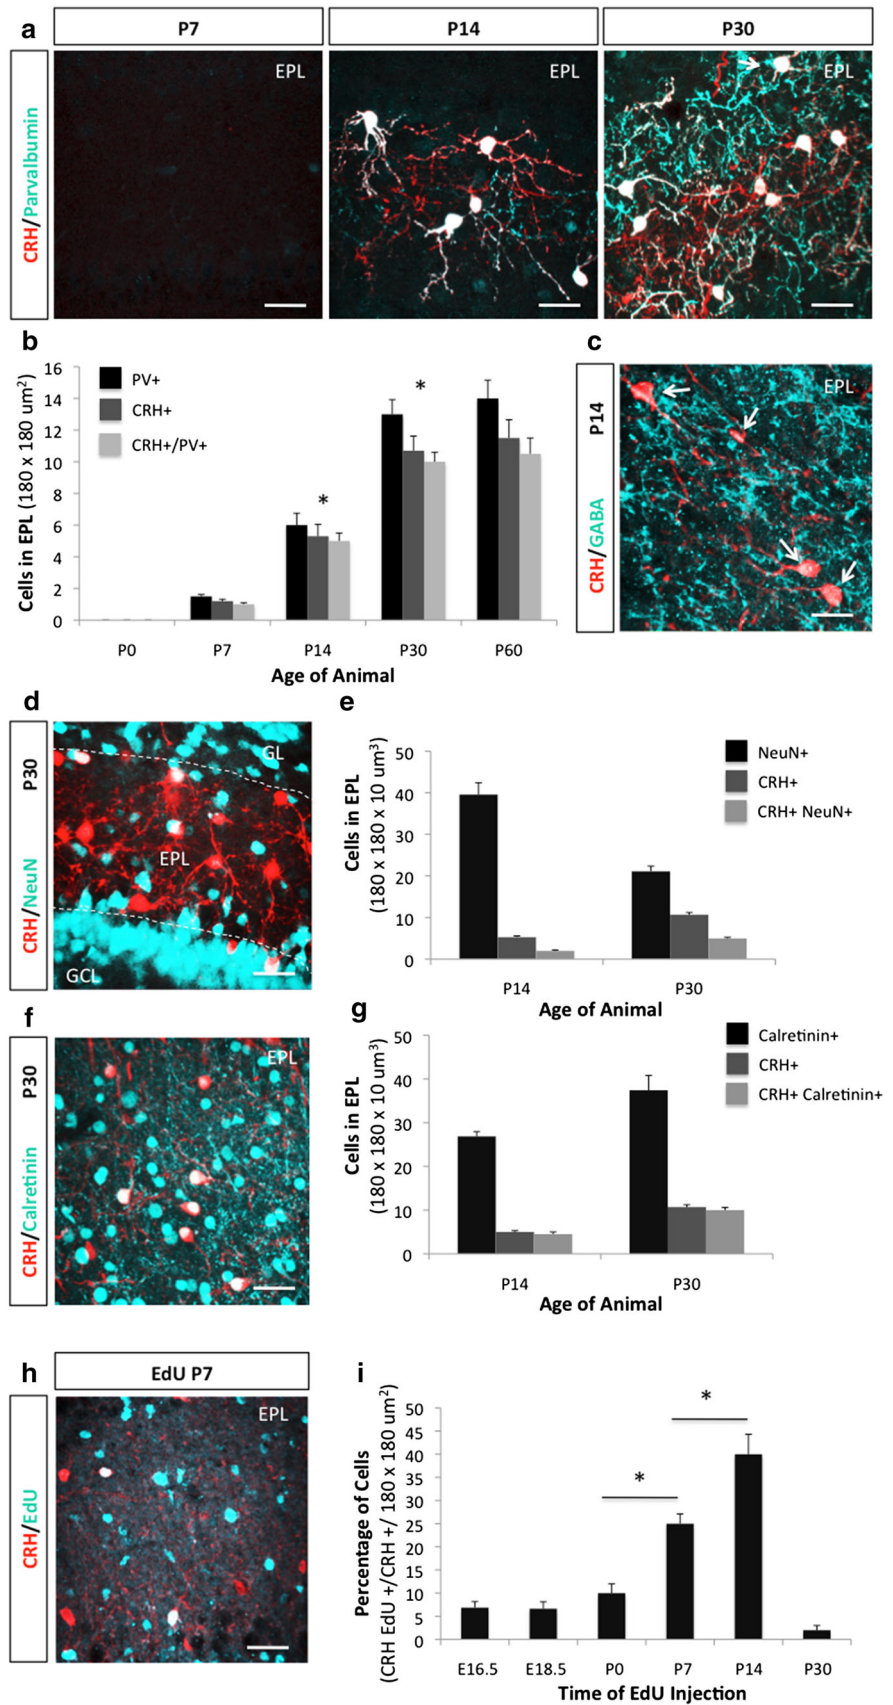 a
P7
P14
P30
CRH/Parvalbumin
EPL
EPL
EPL
b
16
14
12
10
8
6
4
2
0
Cells in EPL (180 x 180 um²)
PV+
CRH+
CRH+/PV+
*
*
P0
P7
P14
P30
P60
Age of Animal
c
CRH/GABA P14
EPL
d
CRH/NeuN P30
GL
EPL
GCL
e
50
40
30
20
10
0
Cells in EPL
(180 x 180 x 10 um³)
NeuN+
CRH+
CRH+ NeuN+
P14
P30
Age of Animal
f
CRH/Calretinin P30
EPL
g
50
40
30
20
10
0
Cells in EPL
(180 x 180 x 10 um³)
Calretinin+
CRH+
CRH+ Calretinin+
P14
P30
Age of Animal
h
EdU P7
CRH/EdU
EPL
i
50
45
40
35
30
25
20
15
10
5
0
Percentage of Cells
(CRH EdU +/CRH +/ 180 x 180 um²)
*
*
E16.5
E18.5
P0
P7
P14
P30
Time of EdU Injection